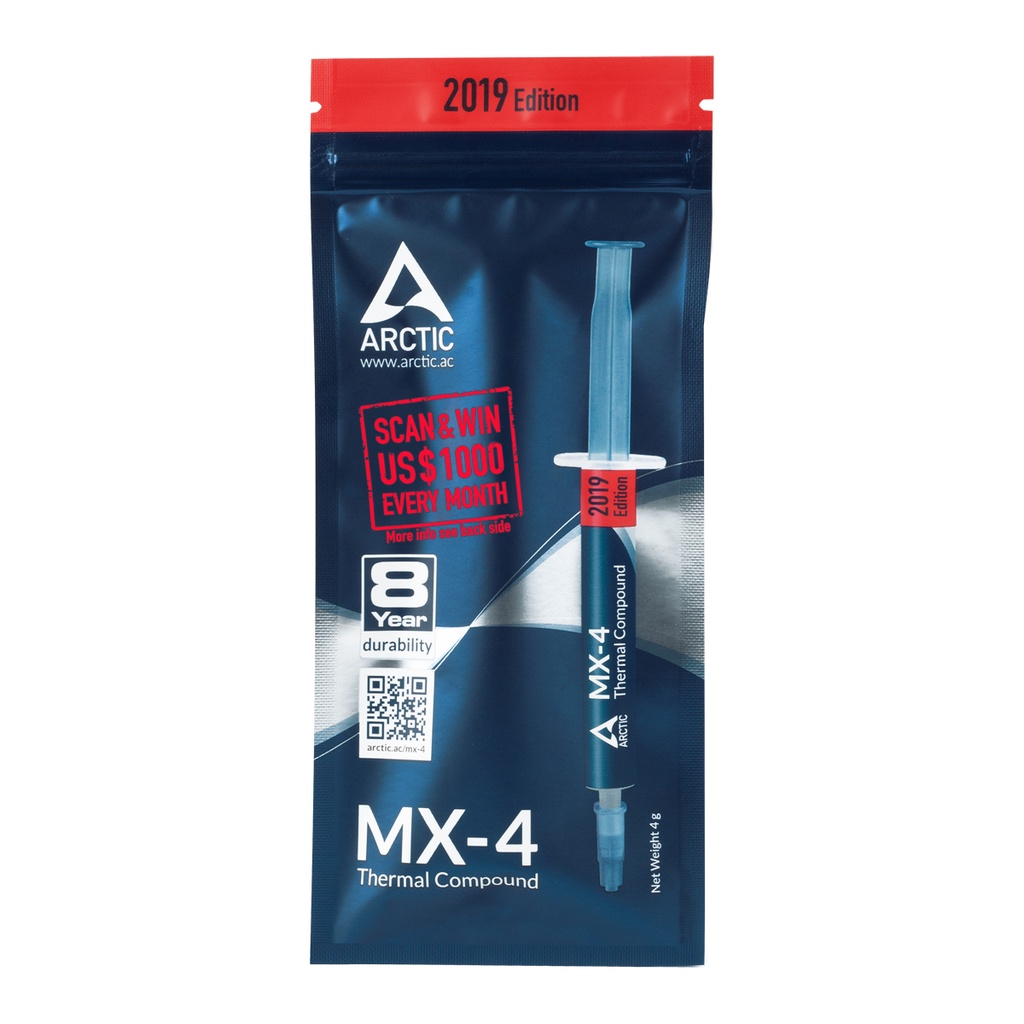 2019 Edition
ARCTIC
www.arctic.ac
SCAN & WIN
US$1000
EVERY MONTH
More info see back side
8
Year
durability
arctic.ac/mx-4
MX-4
Thermal Compound
2019
Edition
MX-4
Thermal Compound
ARCTIC
Net Weight 4 g